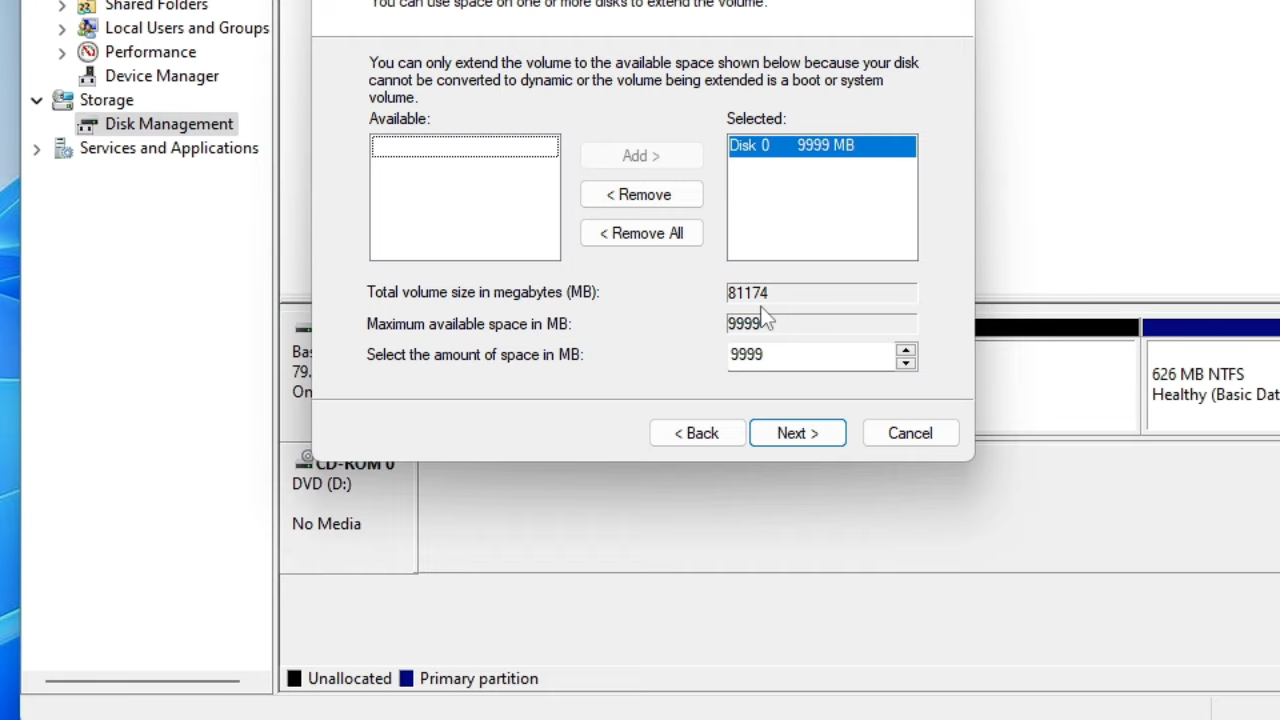 Shared Folders
You can use space on one or more disks to extend the volume.
Local Users and Groups
Performance
Device Manager
Storage
Disk Management
Services and Applications
You can only extend the volume to the available space shown below because your disk
cannot be converted to dynamic or the volume being extended is a boot or system
volume.
Available:
Selected:
Disk 0 9999 MB
Add >
< Remove
< Remove All
Total volume size in megabytes (MB):
81174
Maximum available space in MB:
9999
Select the amount of space in MB:
9999
< Back
Next >
Cancel
Bas
79.
On
626 MB NTFS
Healthy (Basic Dat
CD-ROM 0
DVD (D:)
No Media
Unallocated
Primary partition